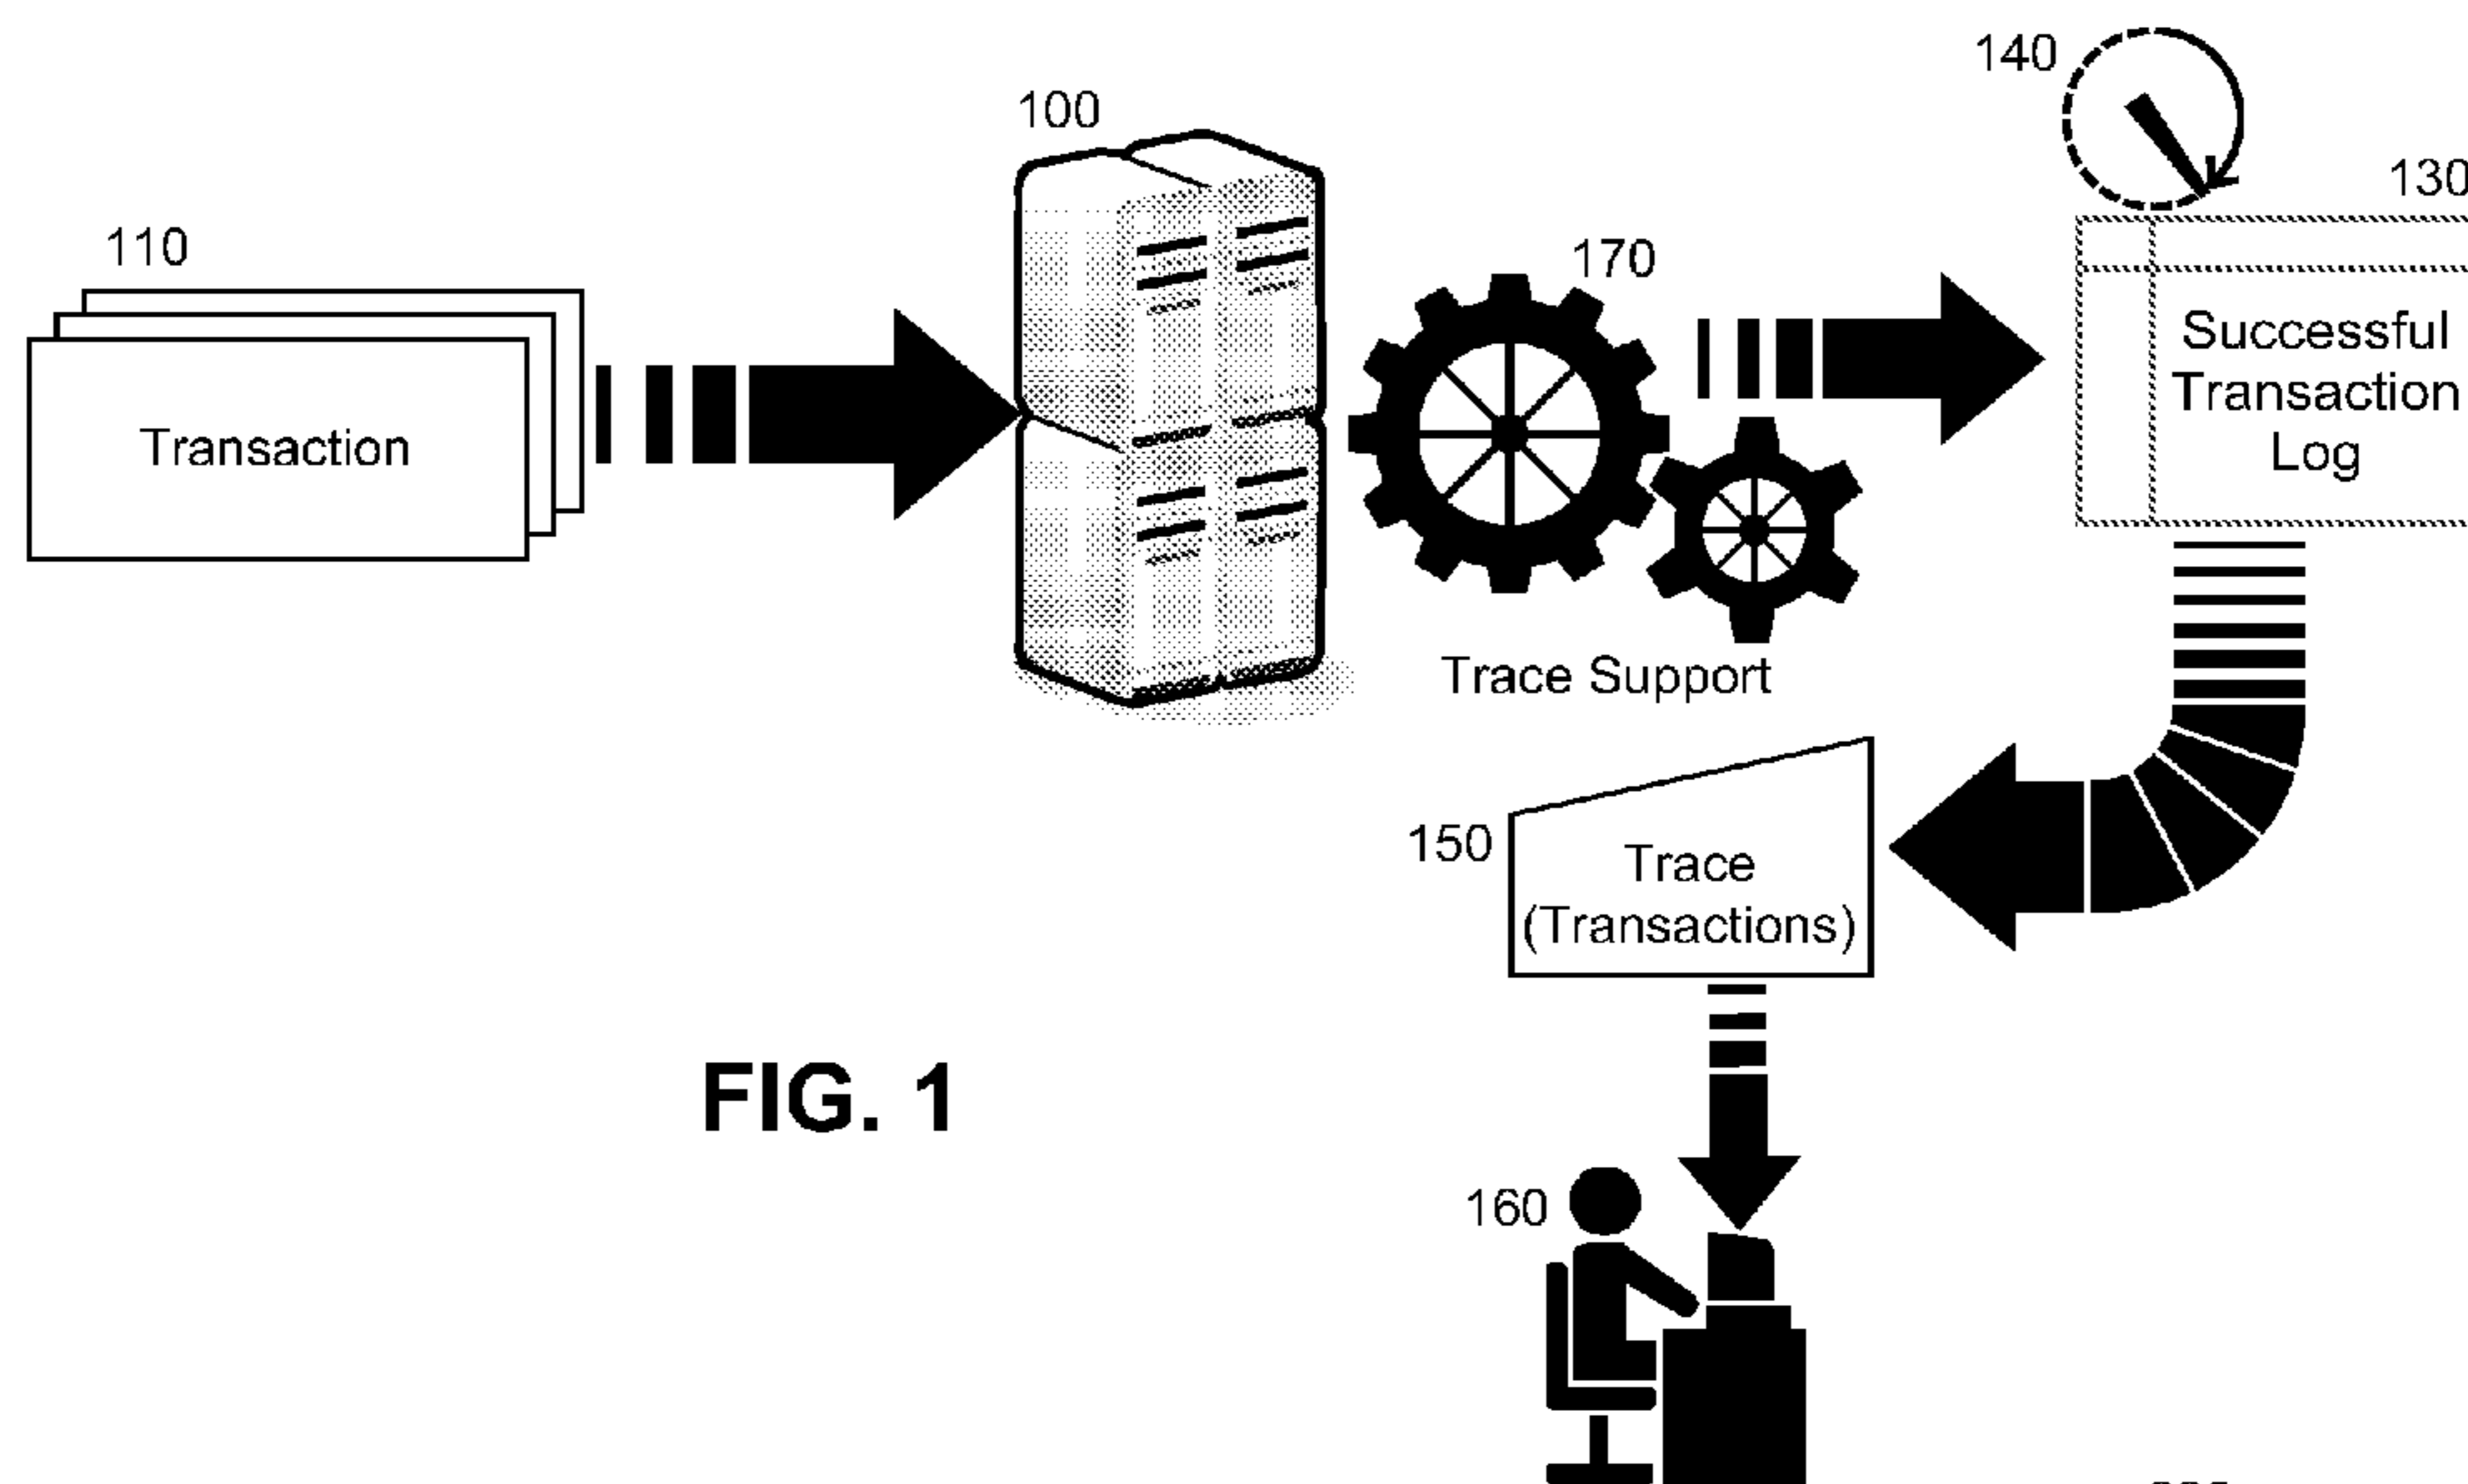 140
100
130
110
170
Successful
Transaction
Log
Transaction
Trace Support
150
Trace
(Transactions)
FIG. 1
160